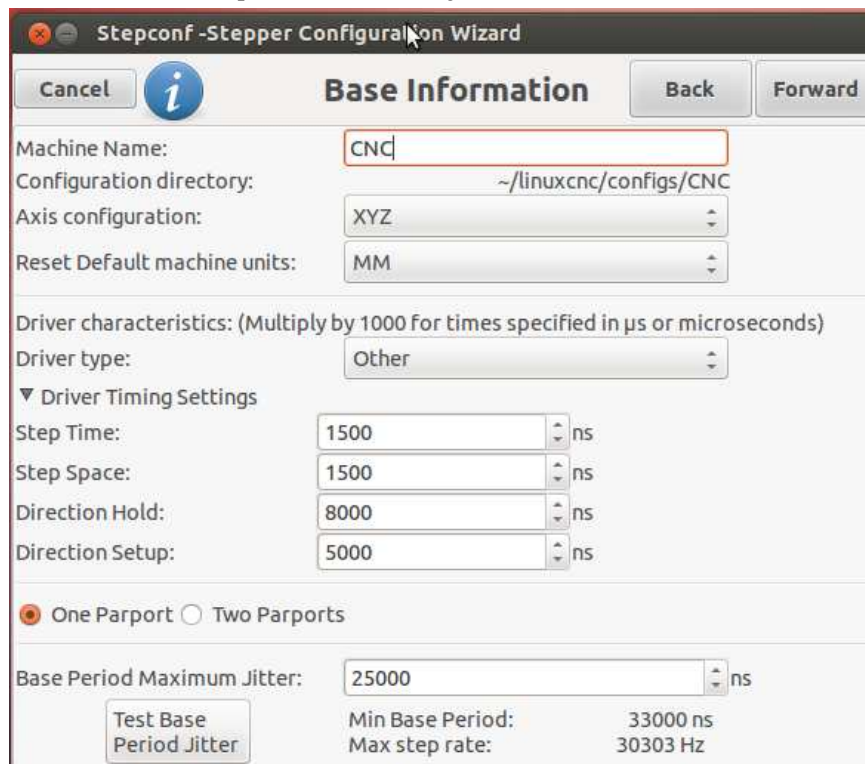 Stepconf -Stepper Configuration Wizard
Cancel i Base Information Back Forward
Machine Name: CNC
Configuration directory: ~/linuxcnc/configs/CNC
Axis configuration: XYZ
Reset Default machine units: MM
Driver characteristics: (Multiply by 1000 for times specified in µs or microseconds)
Driver type: Other
Driver Timing Settings
Step Time: 1500 ns
Step Space: 1500 ns
Direction Hold: 8000 ns
Direction Setup: 5000 ns
One Parport Two Parports
Base Period Maximum Jitter: 25000 ns
Test Base Period Jitter
Min Base Period: 33000 ns
Max step rate: 30303 Hz